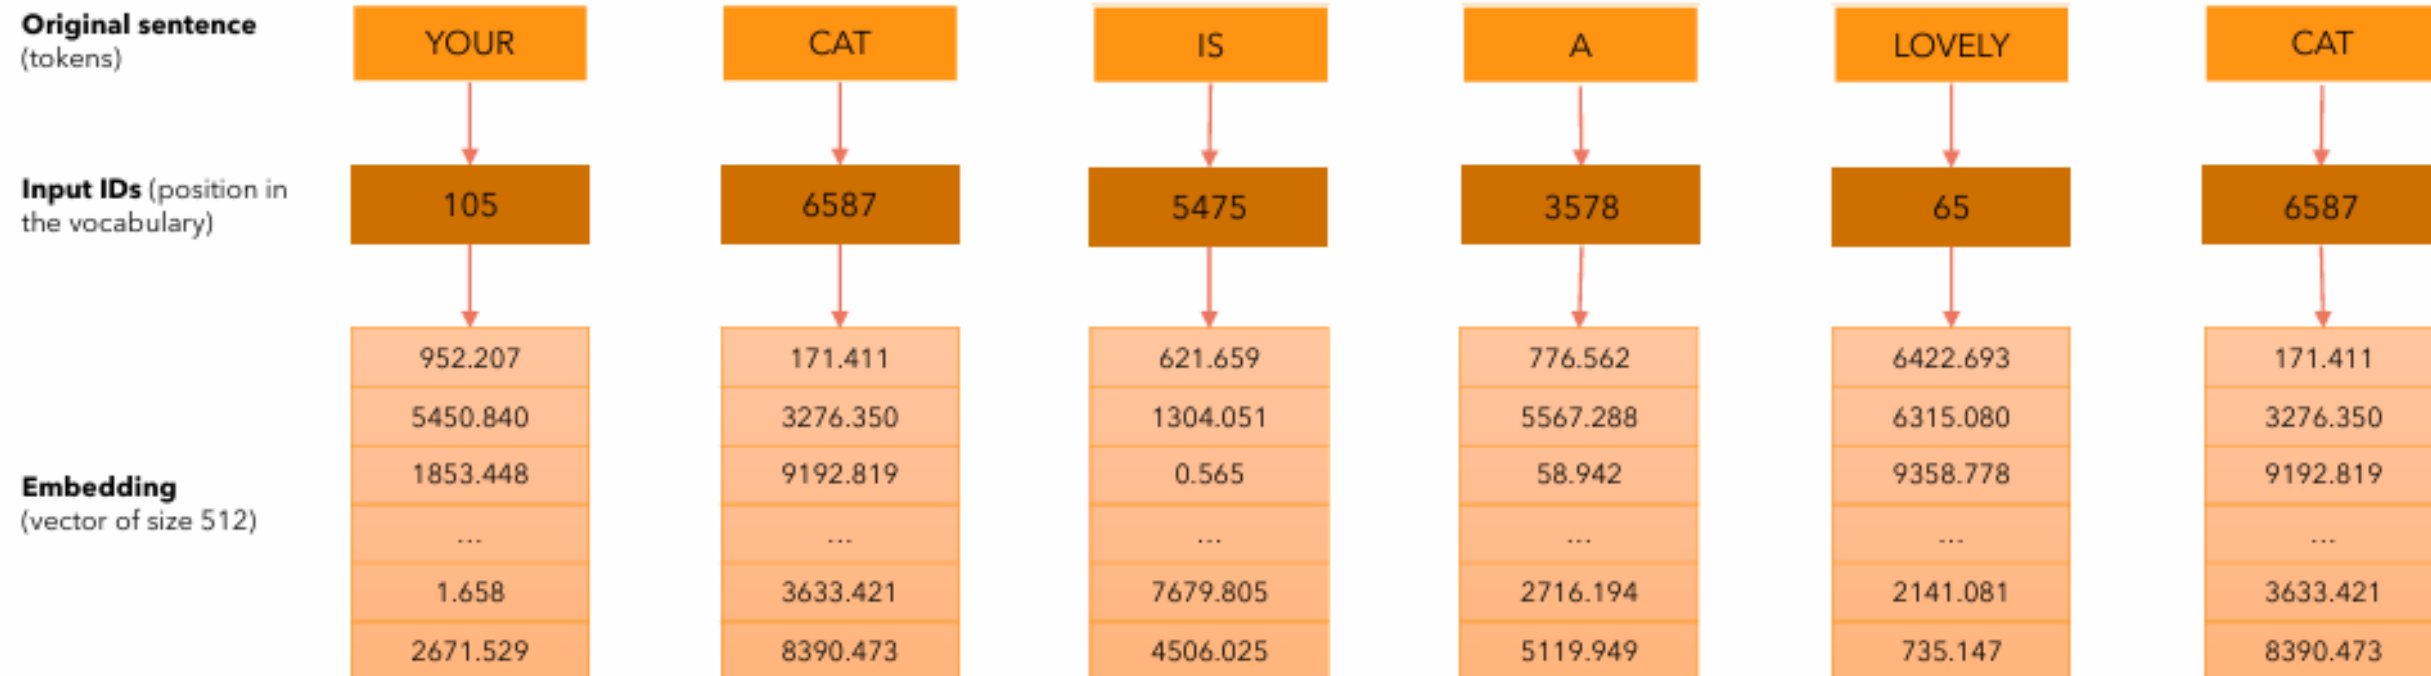 Original sentence
(tokens)
YOUR CAT IS A LOVELY CAT
Input IDs (position in
the vocabulary)
105 6587 5475 3578 65 6587
Embedding
(vector of size 512)
952.207 171.411 621.659 776.562 6422.693 171.411
5450.840 3276.350 1304.051 5567.288 6315.080 3276.350
1853.448 9192.819 0.565 58.942 9358.778 9192.819
... ... ... ... ... ...
1.658 3633.421 7679.805 2716.194 2141.081 3633.421
2671.529 8390.473 4506.025 5119.949 735.147 8390.473